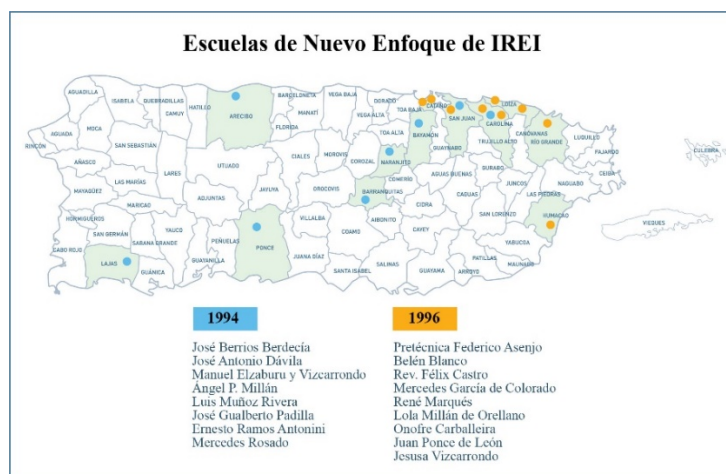 Escuelas de Nuevo Enfoque de IREI
AGUADILLA
ISABELA
QUEBRADILLAS
CAMUY
HATILLO
ARECIBO
BARCELONETA
FLORIDA
MANATÍ
VEGA BAJA
VEGA ALTA
DORADO
TOA BAJA
TOA ALTA
CATAÑO
BAYAMÓN
GUAYNABO
SAN JUAN
TRUJILLO ALTO
CAROLINA
LOÍZA
CANÓVANAS
RÍO GRANDE
LUQUILLO
FAJARDO
CEIBA
CULEBRA
RINCÓN
AGUADA
MOCA
SAN SEBASTIÁN
AÑASCO
LARES
UTUADO
CIALES
MOROVIS
COROZAL
NARANJITO
COMERÍO
AGUAS BUENAS
GURABO
JUNCOS
LAS PIEDRAS
NAGUABO
MAYAGÜEZ
LAS MARÍAS
MARICAO
ADJUNTAS
JAYUYA
OROCOVIS
BARRANQUITAS
AIBONITO
CIDRA
CAGUAS
SAN LORENZO
HUMACAO
VIEQUES
HORMIGUEROS
CABO ROJO
SAN GERMÁN
SABANA GRANDE
YAUCO
GUAYANILLA
PEÑUELAS
PONCE
VILLALBA
JUANA DÍAZ
COAMO
SANTA ISABEL
CAYEY
SALINAS
GUAYAMA
ARROYO
PATILLAS
MAUNABO
YABUCOA
LAJAS
GUÁNICA
1994
José Berrios Berdecía
José Antonio Dávila
Manuel Elzaburu y Vizcarrondo
Ángel P. Millán
Luis Muñoz Rivera
José Gualberto Padilla
Ernesto Ramos Antonini
Mercedes Rosado
1996
Pretécnica Federico Asenjo
Belén Blanco
Rev. Félix Castro
Mercedes García de Colorado
René Marqués
Lola Millán de Orellano
Onofre Carballeira
Juan Ponce de León
Jesusa Vizcarrondo